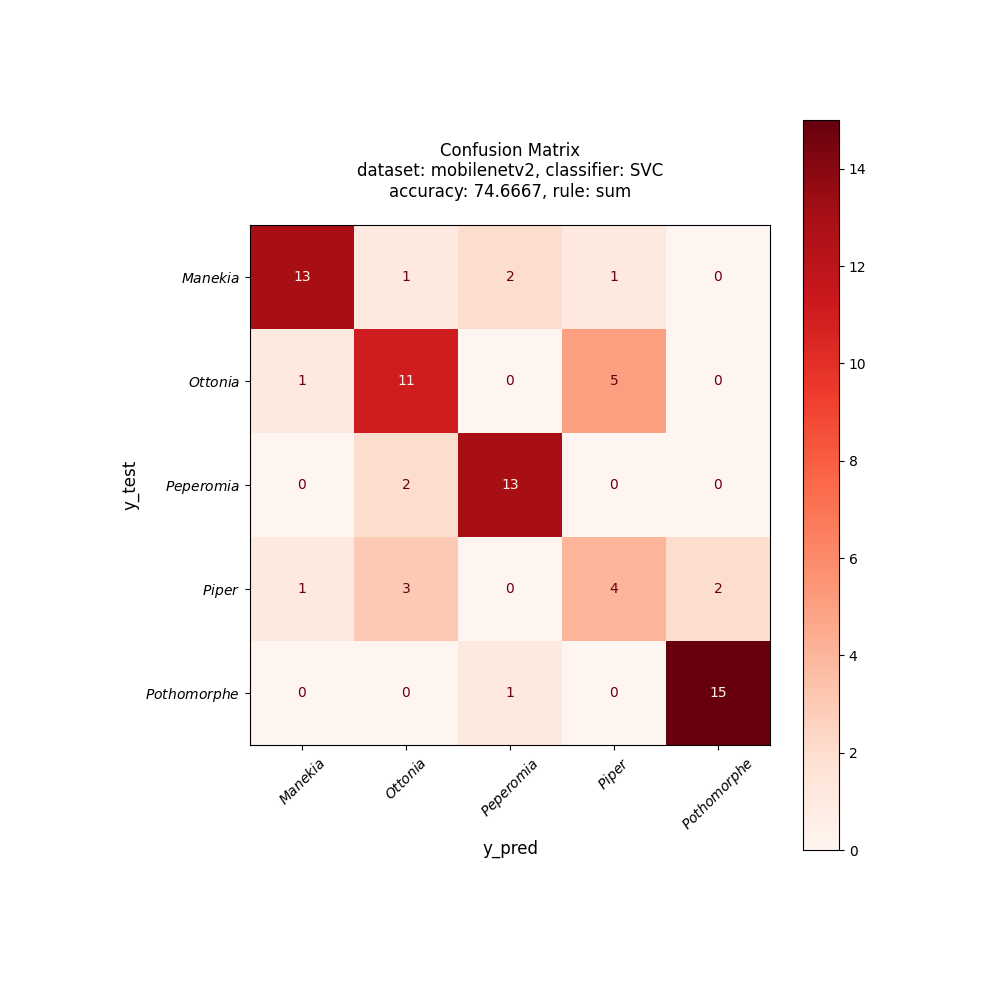 Confusion Matrix
dataset: mobilenetv2, classifier: SVC
accuracy: 74.6667, rule: sum
Manekia 13 1 2 1 0
Ottonia 1 11 0 5 0
Peperomia 0 2 13 0 0
Piper 1 3 0 4 2
Pothomorphe 0 0 1 0 15
y_test
Manekia Ottonia Peperomia Piper Pothomorphe
y_pred
14
12
10
8
6
4
2
0